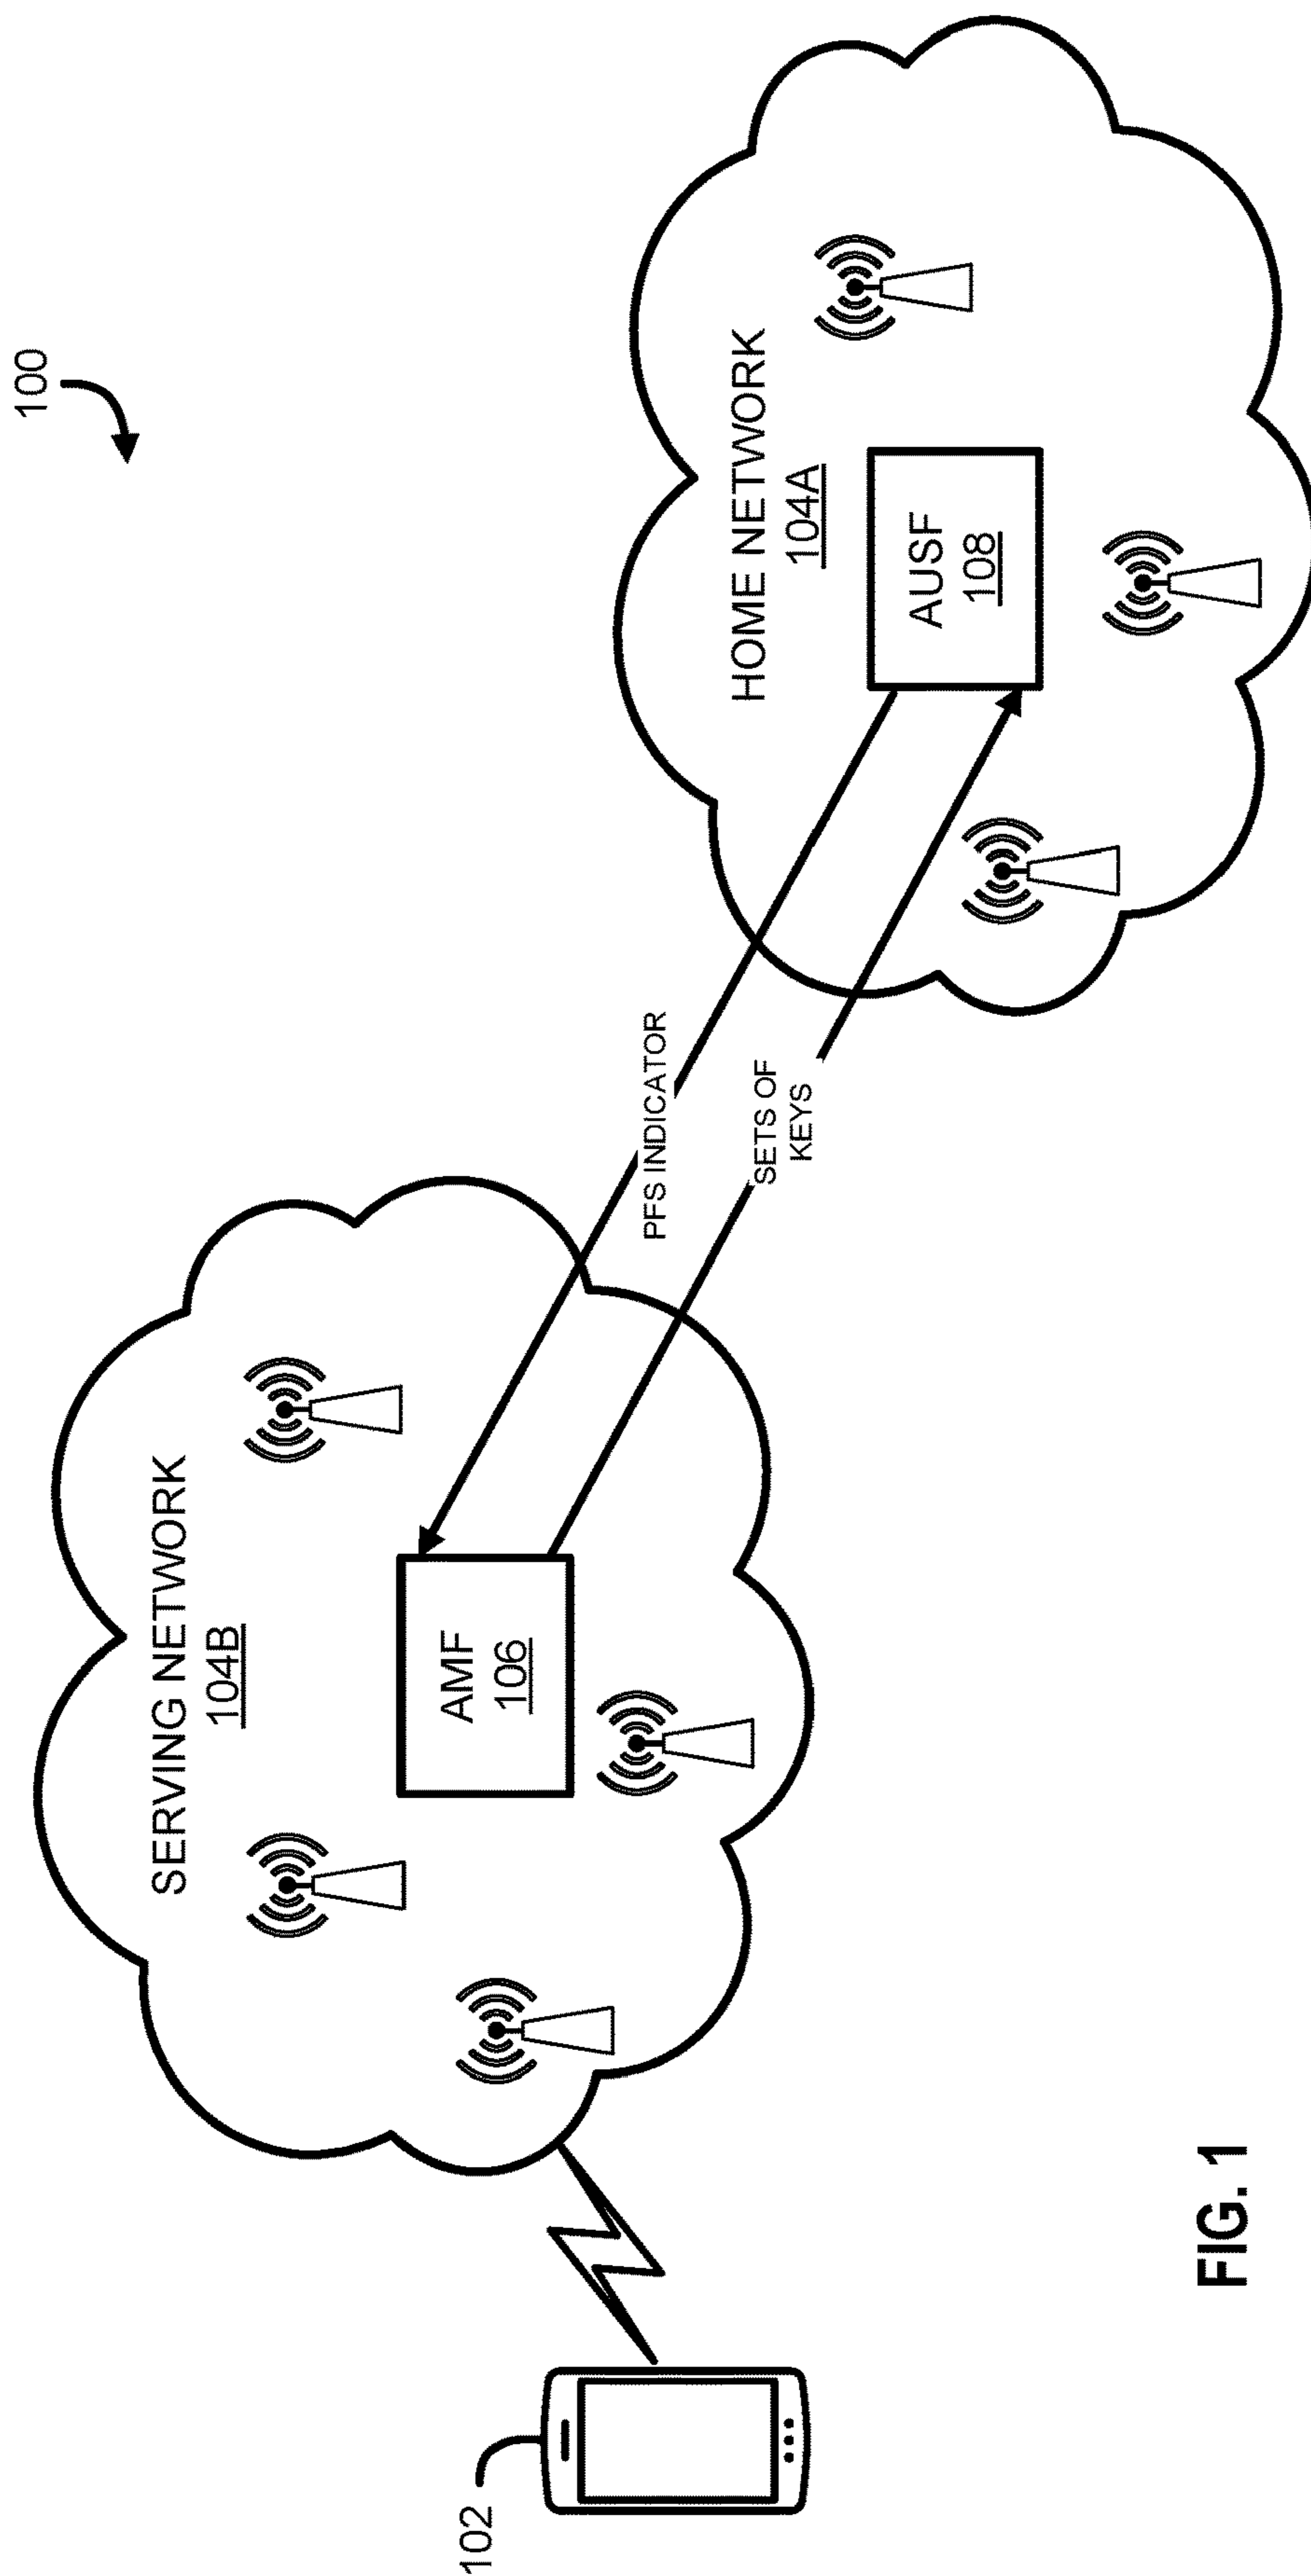 100
SERVING NETWORK
104B
AMF
106
PFS INDICATOR
SETS OF
KEYS
HOME NETWORK
104A
AUSF
108
102
FIG. 1